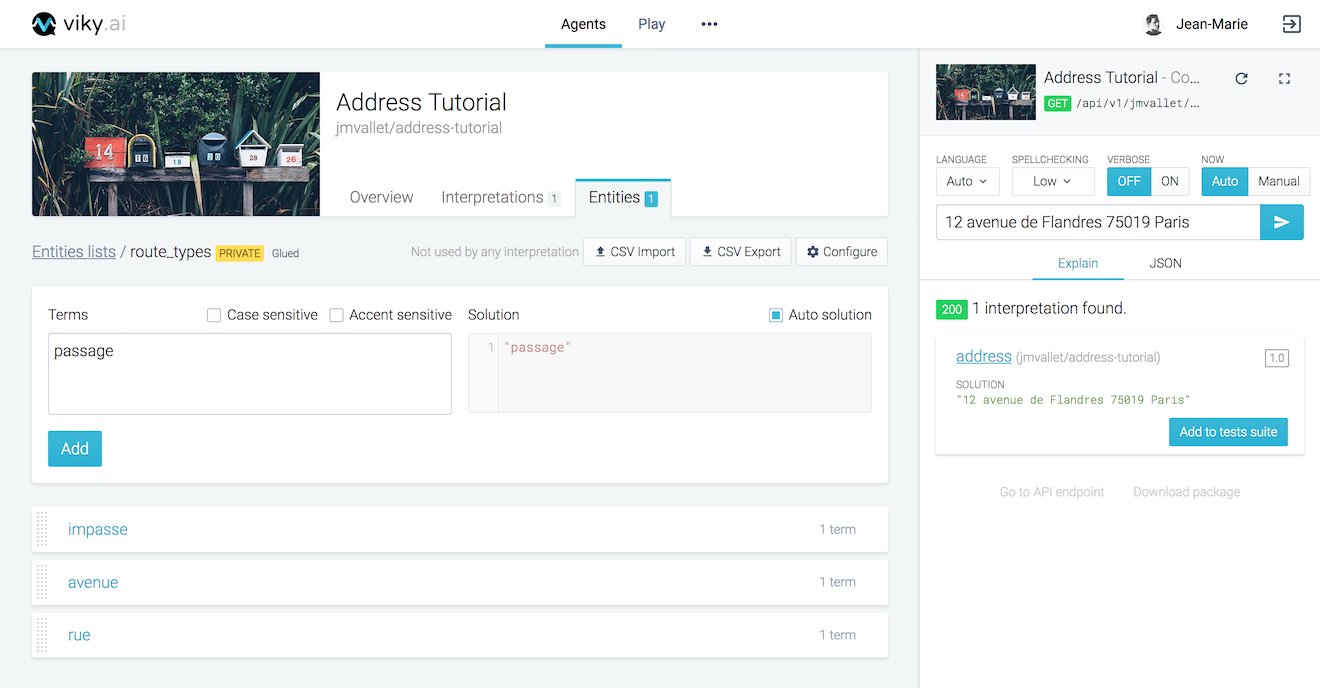 viky.ai
Agents Play ••• Jean-Marie
Address Tutorial
jmvallet/address-tutorial
14 16 18 20 28 26
Overview Interpretations 1 Entities 1
Entities lists / route_types PRIVATE Glued
Not used by any interpretation CSV Import CSV Export Configure
Terms Case sensitive Accent sensitive Solution Auto solution
passage
1 "passage"
Add
impasse 1 term
avenue 1 term
rue 1 term
Address Tutorial - Co...
GET /api/v1/jmvallet/...
LANGUAGE SPELLCHECKING VERBOSE NOW
Auto Low OFF ON Auto Manual
12 avenue de Flandres 75019 Paris
Explain JSON
200 1 interpretation found.
address (jmvallet/address-tutorial) 1.0
SOLUTION
"12 avenue de Flandres 75019 Paris"
Add to tests suite
Go to API endpoint Download package